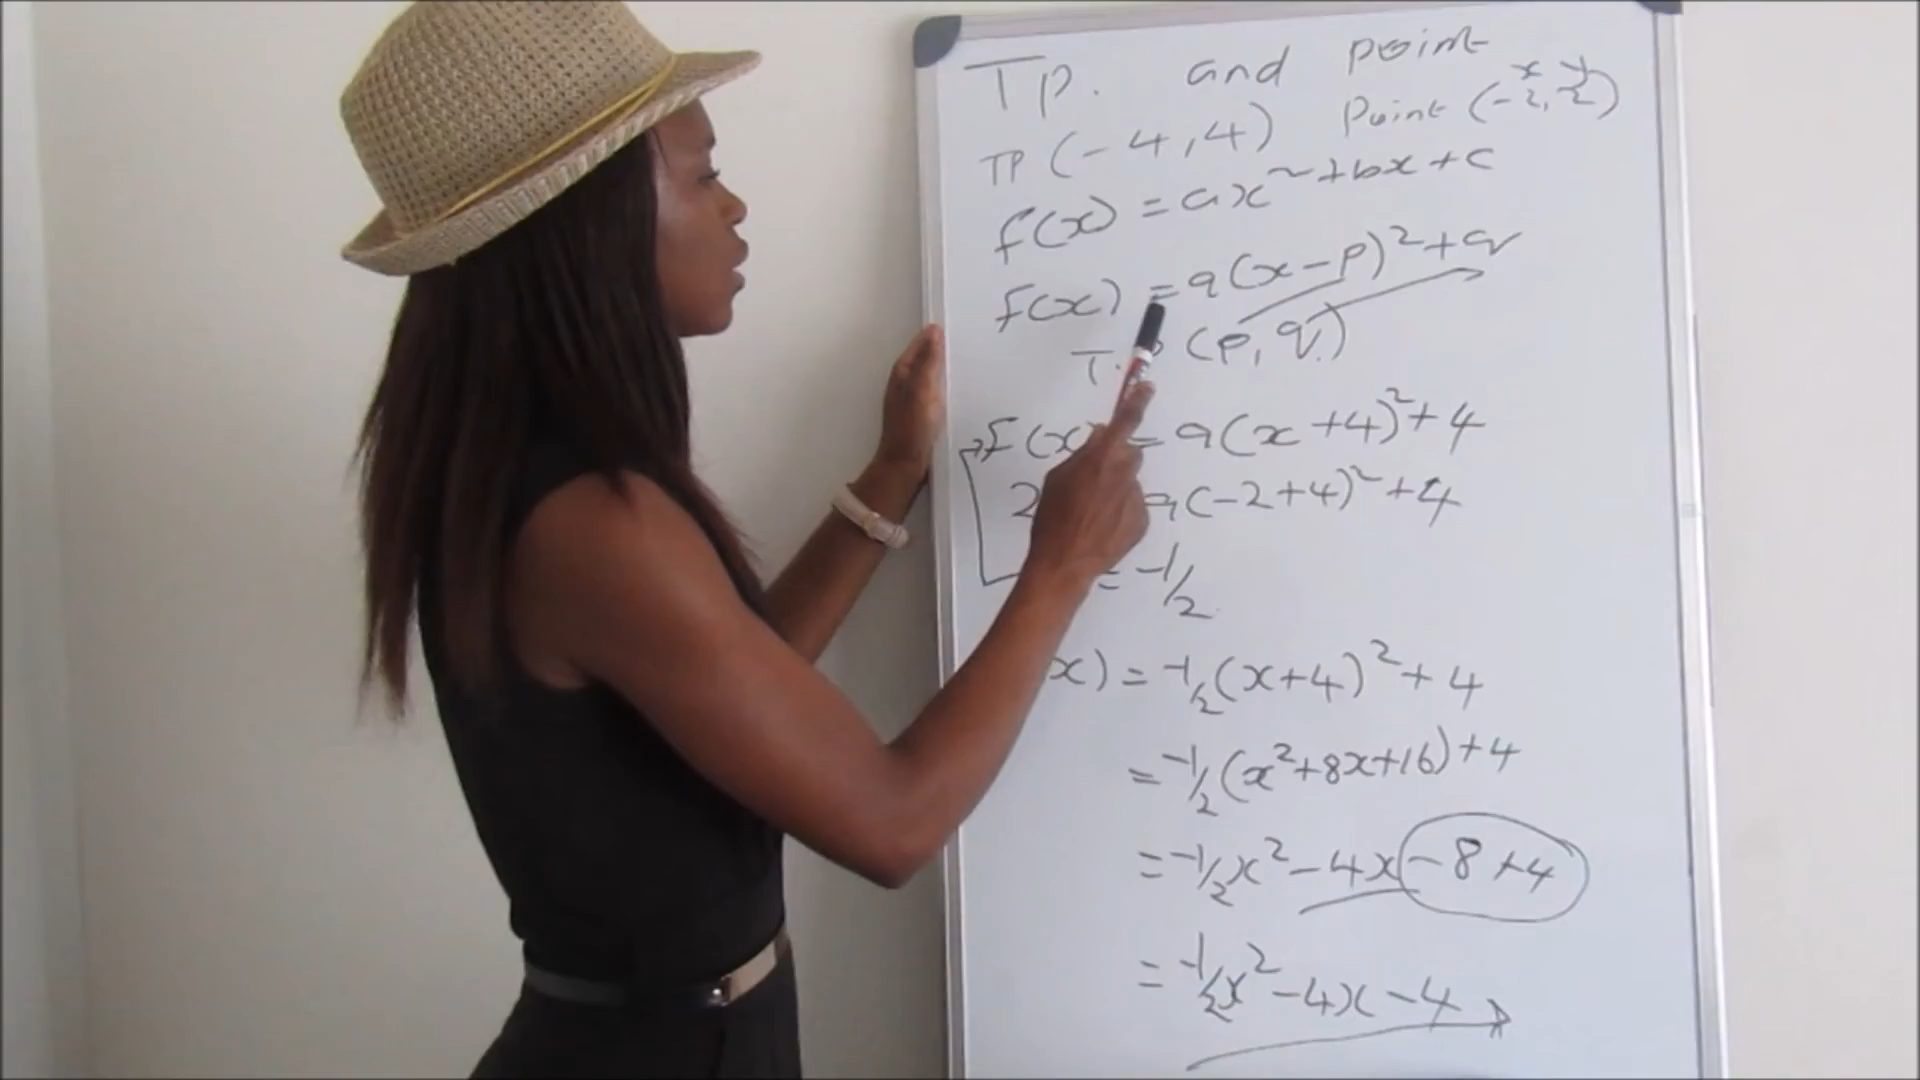 Tp. and point
TP (-4,4) Point (-2,2)
x y
f(x) = ax²+bx+c
f(x) = a(x-p)²+q
T. (p, q)
f(x = a(x+4)²+4
2 a(-2+4)²+4
= -1/2
x) = -1/2(x+4)²+4
= -1/2(x²+8x+16)+4
= -1/2x²-4x-8+4
= -1/2x²-4x-4